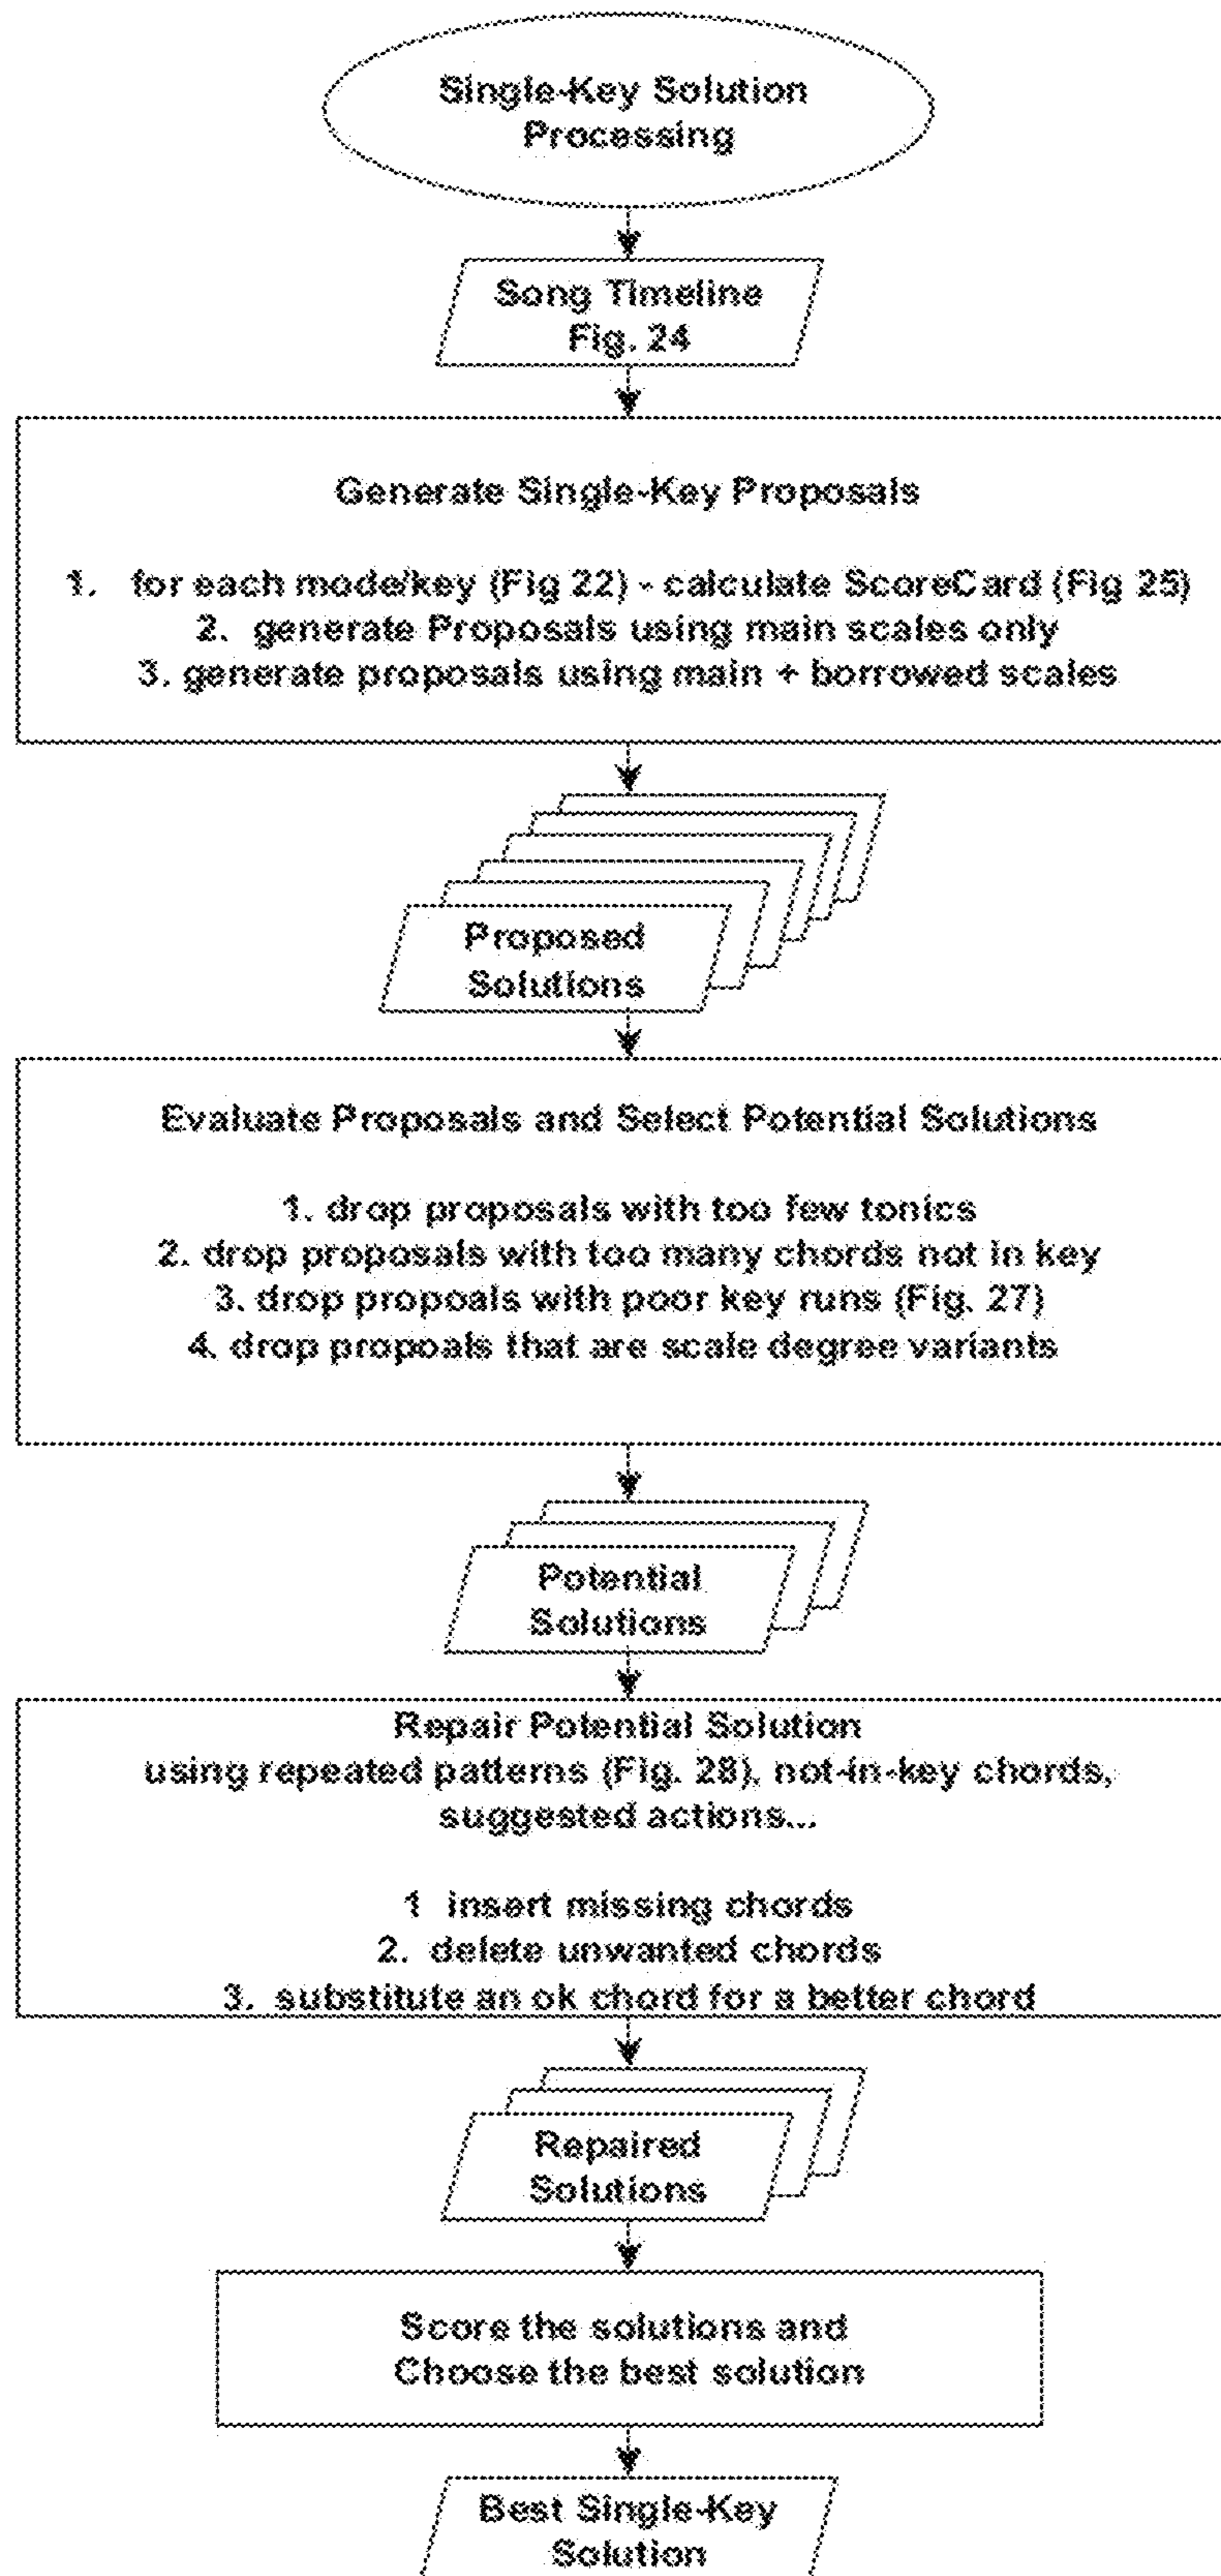 Single-Key Solution
Processing
Song Timeline
Fig. 24
Generate Single-Key Proposals
1. for each mode/key (Fig 22) - calculate ScoreCard (Fig 25)
2. generate Proposals using main scales only
3. generate proposals using main + borrowed scales
Proposed
Solutions
Evaluate Proposals and Select Potential Solutions
1. drop proposals with too few tonics
2. drop proposals with too many chords not in key
3. drop propoals with poor key runs (Fig. 27)
4. drop propoals that are scale degree variants
Potential
Solutions
Repair Potential Solution
using repeated patterns (Fig. 28), not-in-key chords,
suggested actions...
1 insert missing chords
2. delete unwanted chords
3. substitute an ok chord for a better chord
Repaired
Solutions
Score the solutions and
Choose the best solution
Best Single-Key
Solution